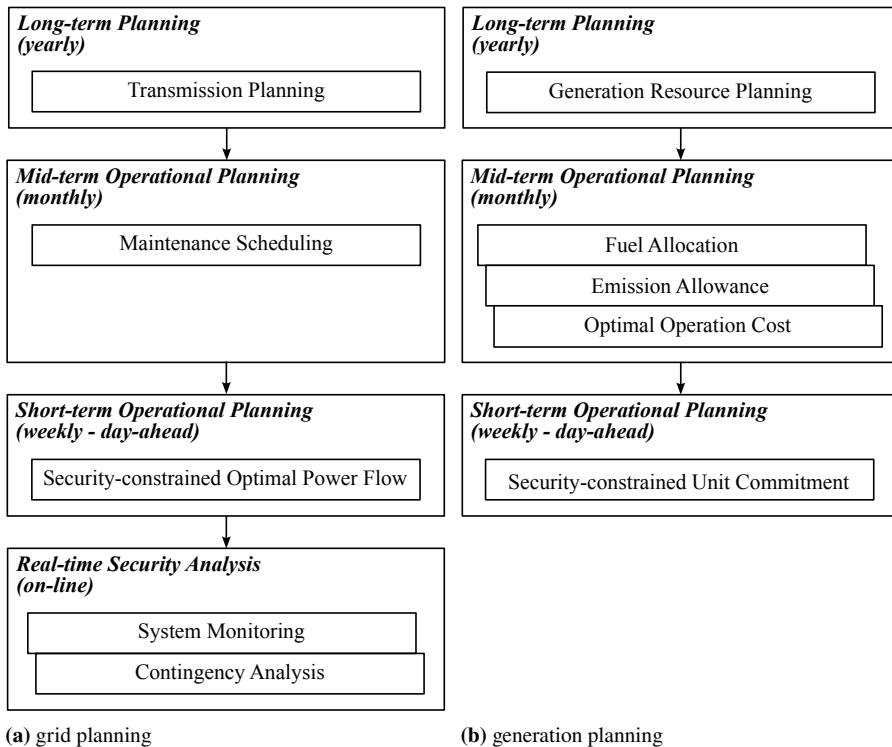 Long-term Planning
(yearly)
Transmission Planning
Mid-term Operational Planning
(monthly)
Maintenance Scheduling
Short-term Operational Planning
(weekly - day-ahead)
Security-constrained Optimal Power Flow
Real-time Security Analysis
(on-line)
System Monitoring
Contingency Analysis
(a) grid planning
Long-term Planning
(yearly)
Generation Resource Planning
Mid-term Operational Planning
(monthly)
Fuel Allocation
Emission Allowance
Optimal Operation Cost
Short-term Operational Planning
(weekly - day-ahead)
Security-constrained Unit Commitment
(b) generation planning